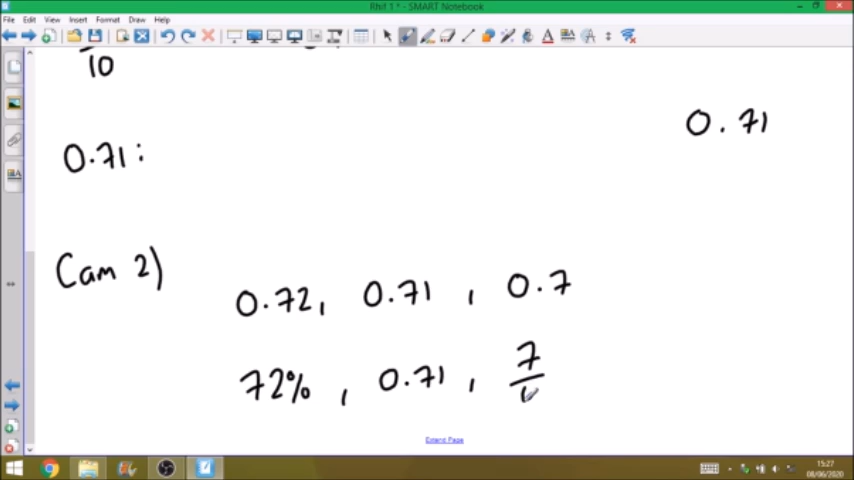 Rhif 1 * - SMART Notebook
File Edit View Insert Format Draw Help
10
0.71
0.71:
Cam 2)
0.72, 0.71, 0.7
72%, 0.71, 7
Extend Page
15:27
08/06/2020